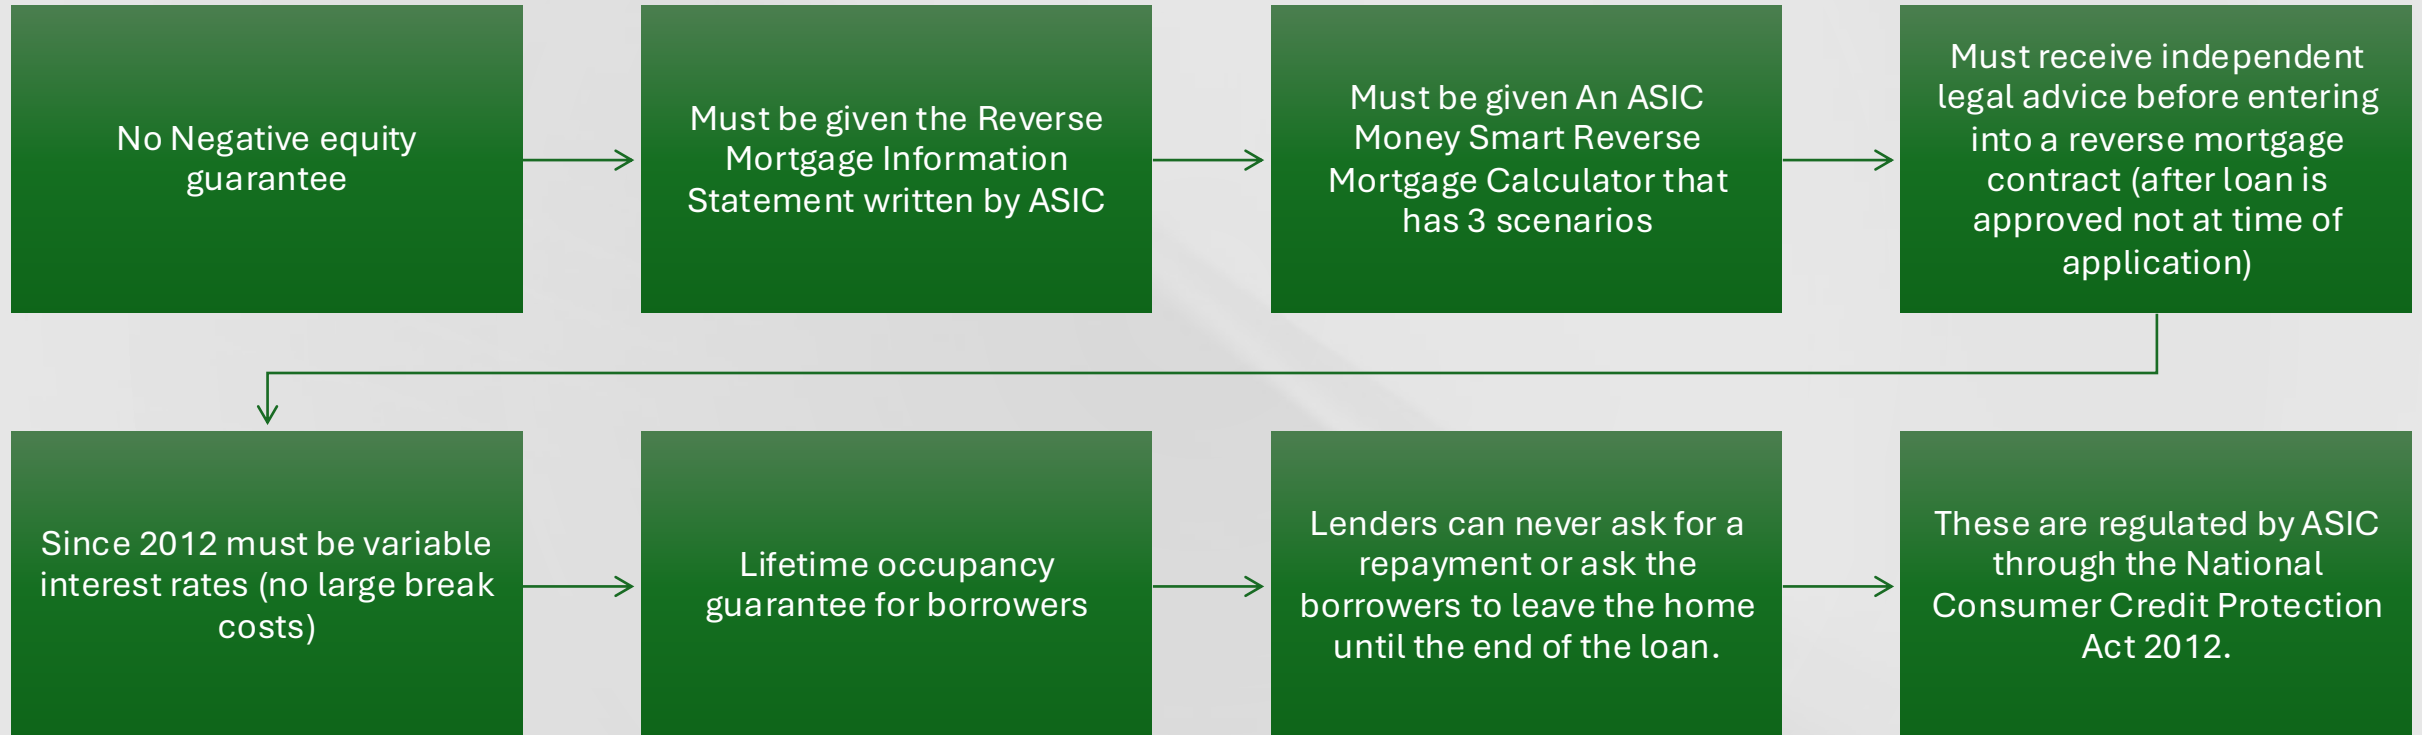 No Negative equity
guarantee
Must be given the Reverse
Mortgage Information
Statement written by ASIC
Must be given An ASIC
Money Smart Reverse
Mortgage Calculator that
has 3 scenarios
Must receive independent
legal advice before entering
into a reverse mortgage
contract (after loan is
approved not at time of
application)
Since 2012 must be variable
interest rates (no large break
costs)
Lifetime occupancy
guarantee for borrowers
Lenders can never ask for a
repayment or ask the
borrowers to leave the home
until the end of the loan.
These are regulated by ASIC
through the National
Consumer Credit Protection
Act 2012.